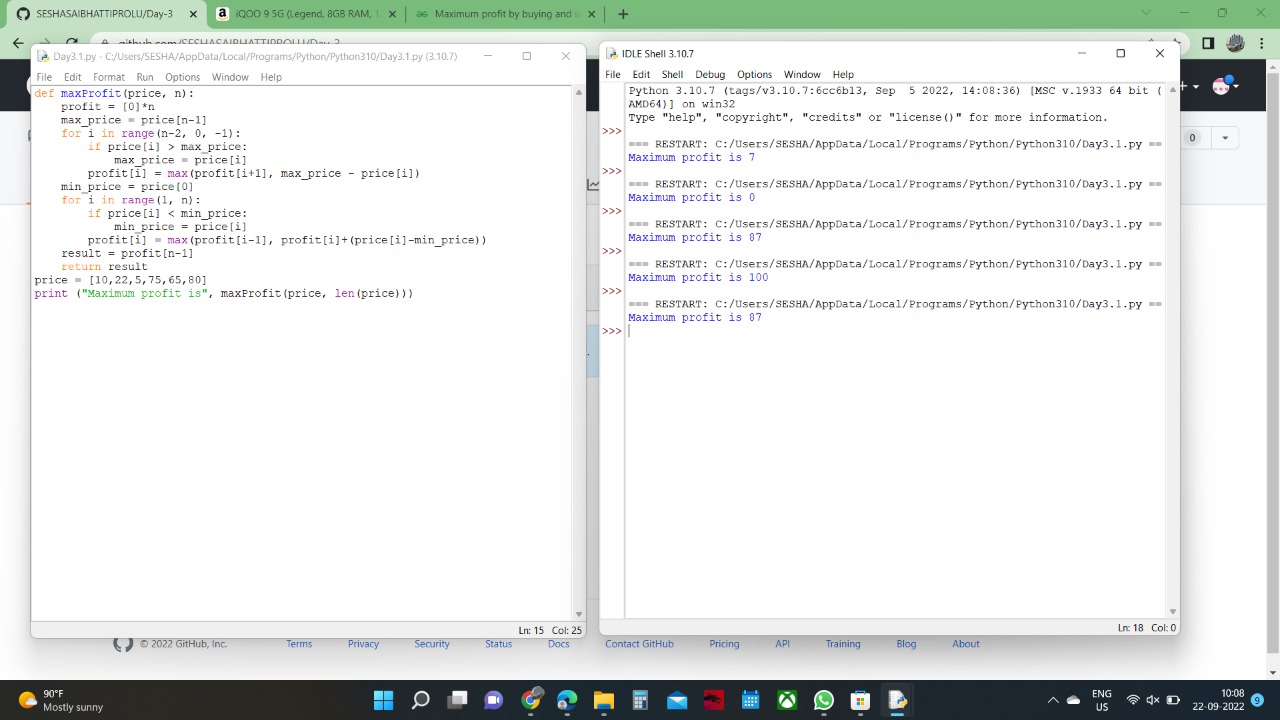 SESHASAIBHATTIPROLU/Day-3
iQOO 9 5G (Legend, 8GB RAM, 1
Maximum profit by buying and s
github.com/SESHASAIBHATTIPROLU/Day-3
Day3.1.py - C:/Users/SESHA/AppData/Local/Programs/Python/Python310/Day3.1.py (3.10.7)
File Edit Format Run Options Window Help
def maxProfit(price, n):
    profit = [0]*n
    max_price = price[n-1]
    for i in range(n-2, 0, -1):
        if price[i] > max_price:
            max_price = price[i]
        profit[i] = max(profit[i+1], max_price - price[i])
    min_price = price[0]
    for i in range(1, n):
        if price[i] < min_price:
            min_price = price[i]
        profit[i] = max(profit[i-1], profit[i]+(price[i]-min_price))
    result = profit[n-1]
    return result
price = [10,22,5,75,65,80]
print ("Maximum profit is", maxProfit(price, len(price)))
Ln: 15 Col: 25
IDLE Shell 3.10.7
File Edit Shell Debug Options Window Help
Python 3.10.7 (tags/v3.10.7:6cc6b13, Sep  5 2022, 14:08:36) [MSC v.1933 64 bit (
AMD64)] on win32
Type "help", "copyright", "credits" or "license()" for more information.
>>>
=== RESTART: C:/Users/SESHA/AppData/Local/Programs/Python/Python310/Day3.1.py ==
Maximum profit is 7
>>>
=== RESTART: C:/Users/SESHA/AppData/Local/Programs/Python/Python310/Day3.1.py ==
Maximum profit is 0
>>>
=== RESTART: C:/Users/SESHA/AppData/Local/Programs/Python/Python310/Day3.1.py ==
Maximum profit is 87
>>>
=== RESTART: C:/Users/SESHA/AppData/Local/Programs/Python/Python310/Day3.1.py ==
Maximum profit is 100
>>>
=== RESTART: C:/Users/SESHA/AppData/Local/Programs/Python/Python310/Day3.1.py ==
Maximum profit is 87
>>>
Ln: 18 Col: 0
0
© 2022 GitHub, Inc. Terms Privacy Security Status Docs Contact GitHub Pricing API Training Blog About
90°F
Mostly sunny
ENG
US
10:08
22-09-2022
9